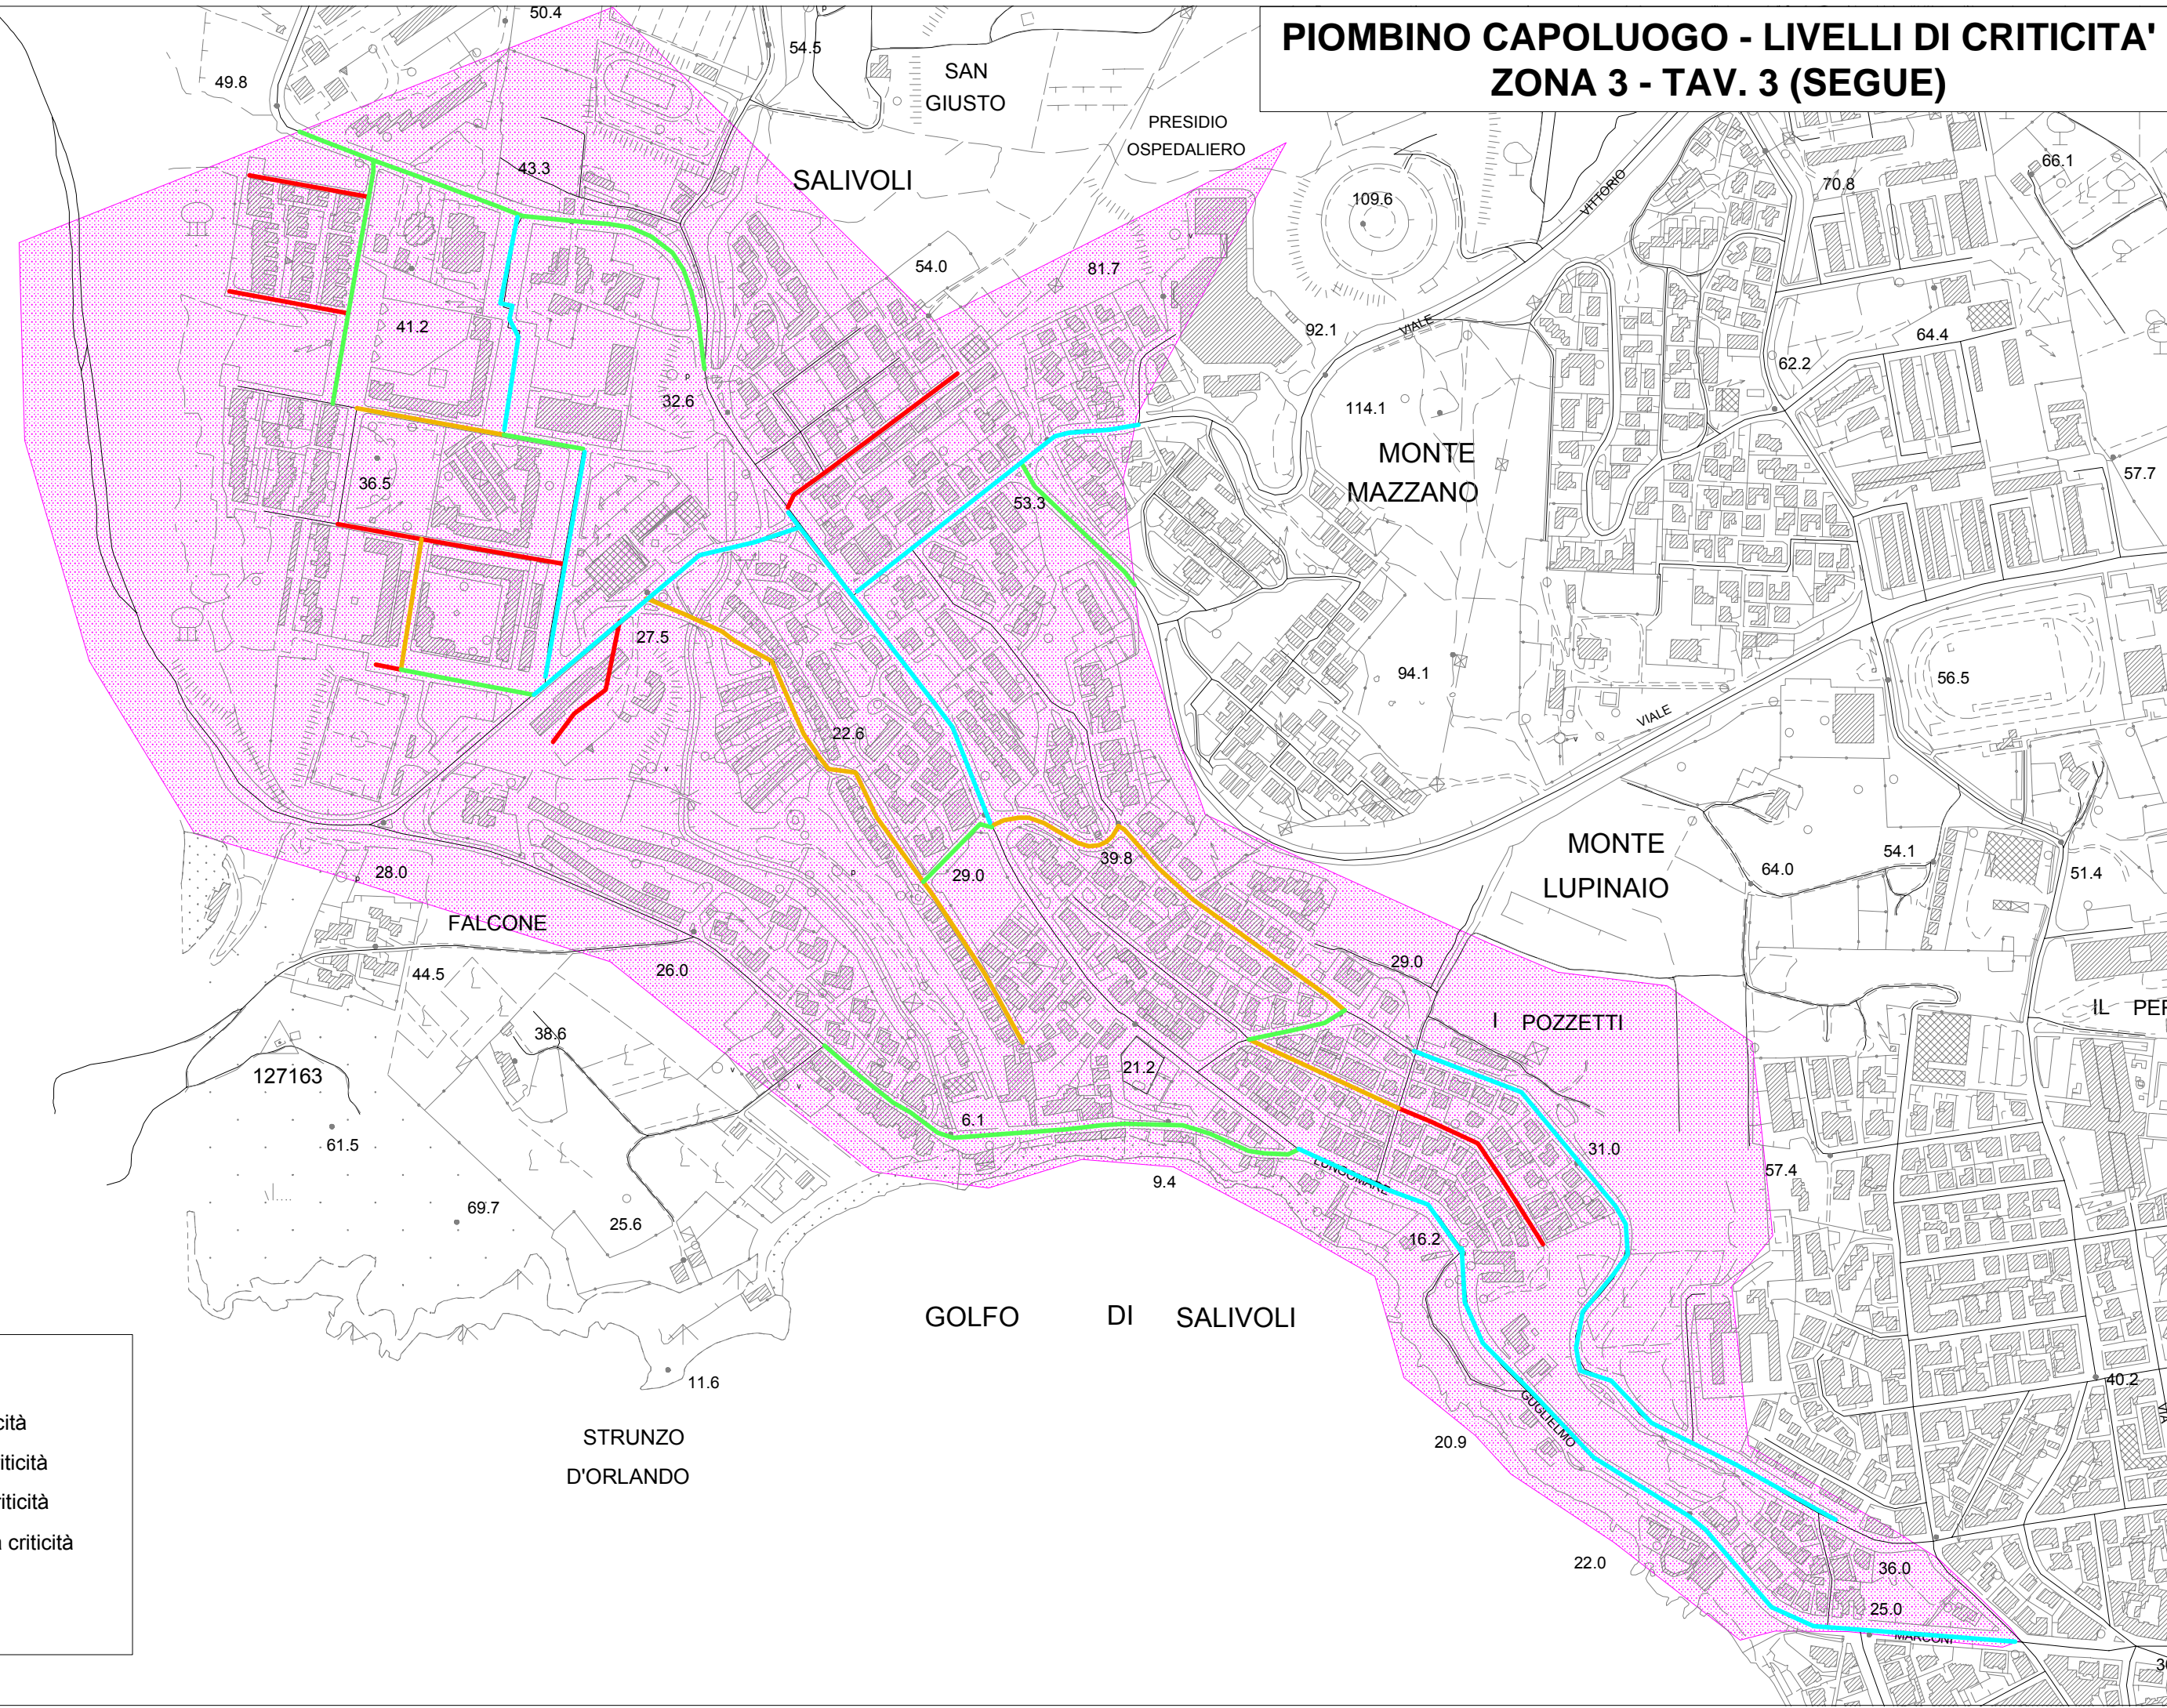 PIOMBINO CAPOLUOGO - LIVELLI DI CRITICITA'
ZONA 3 - TAV. 3 (SEGUE)
50.4
54.5
49.8
SAN
GIUSTO
PRESIDIO
OSPEDALIERO
66.1
43.3
SALIVOLI
70.8
VITTORIO
109.6
54.0
81.7
41.2
92.1
VIALE
64.4
62.2
32.6
114.1
MONTE
MAZZANO
57.7
36.5
53.3
27.5
94.1
56.5
VIALE
22.6
MONTE
LUPINAIO
39.8
54.1
64.0
51.4
28.0
29.0
FALCONE
29.0
26.0
44.5
IL PER
I POZZETTI
38.6
21.2
127163
6.1
61.5
31.0
57.4
9.4
LUNGOMARE
69.7
25.6
16.2
GOLFO DI SALIVOLI
11.6
40.2
GUGLIELMO
VIA
cità
STRUNZO
D'ORLANDO
20.9
riticità
riticità
a criticità
22.0
36.0
25.0
MARCONI